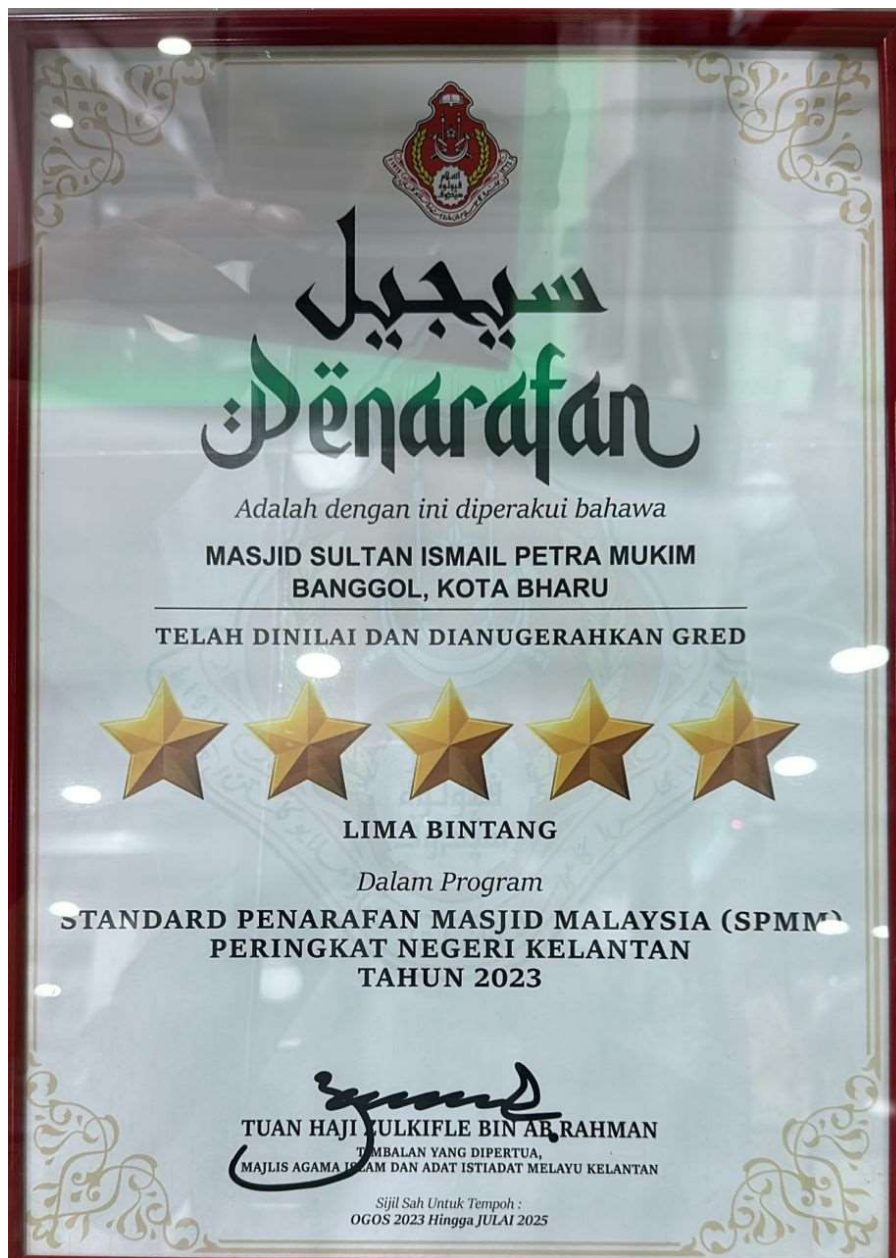 اسلام
ڤيمڤين
سيجيل
Penarafan
Adalah dengan ini diperakui bahawa
MASJID SULTAN ISMAIL PETRA MUKIM
BANGGOL, KOTA BHARU
TELAH DINILAI DAN DIANUGERAHKAN GRED
LIMA BINTANG
Dalam Program
STANDARD PENARAFAN MASJID MALAYSIA (SPMM)
PERINGKAT NEGERI KELANTAN
TAHUN 2023
TUAN HAJI ZULKIFLE BIN AB.RAHMAN
TIMBALAN YANG DIPERTUA,
MAJLIS AGAMA ISLAM DAN ADAT ISTIADAT MELAYU KELANTAN
Sijil Sah Untuk Tempoh :
OGOS 2023 Hingga JULAI 2025